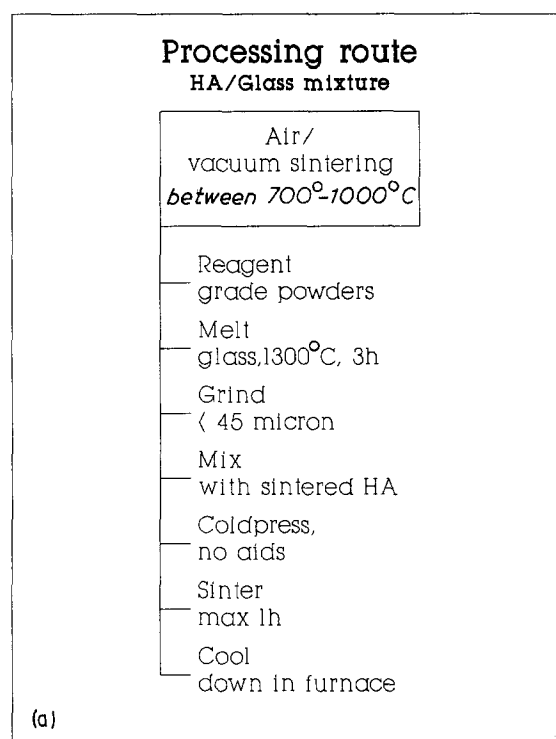 Processing route
HA/Glass mixture
Air/
vacuum sintering
between 700°-1000°C
Reagent
grade powders
Melt
glass,1300°C, 3h
Grind
< 45 micron
Mix
with sintered HA
Coldpress,
no aids
Sinter
max 1h
Cool
down in furnace
(a)